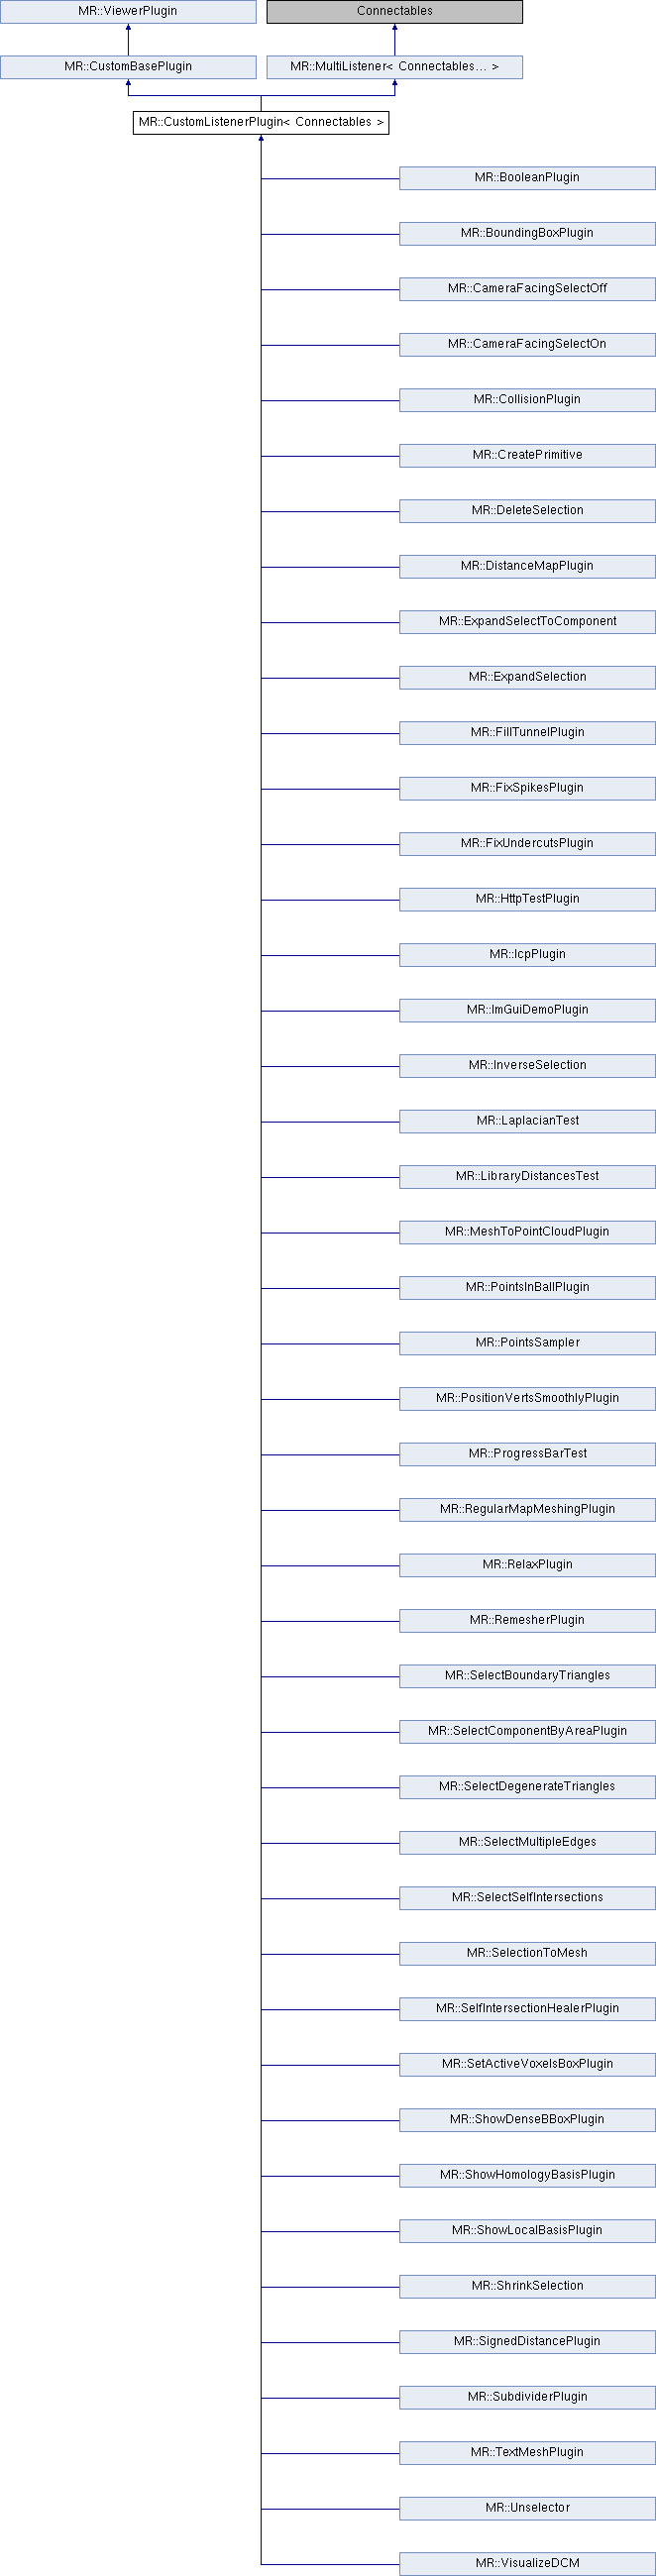 MR::ViewerPlugin
Connectables
MR::CustomBasePlugin
MR::MultiListener< Connectables... >
MR::CustomListenerPlugin< Connectables >
MR::BooleanPlugin
MR::BoundingBoxPlugin
MR::CameraFacingSelectOff
MR::CameraFacingSelectOn
MR::CollisionPlugin
MR::CreatePrimitive
MR::DeleteSelection
MR::DistanceMapPlugin
MR::ExpandSelectToComponent
MR::ExpandSelection
MR::FillTunnelPlugin
MR::FixSpikesPlugin
MR::FixUndercutsPlugin
MR::HttpTestPlugin
MR::IcpPlugin
MR::ImGuiDemoPlugin
MR::InverseSelection
MR::LaplacianTest
MR::LibraryDistancesTest
MR::MeshToPointCloudPlugin
MR::PointsInBallPlugin
MR::PointsSampler
MR::PositionVertsSmoothlyPlugin
MR::ProgressBarTest
MR::RegularMapMeshingPlugin
MR::RelaxPlugin
MR::RemesherPlugin
MR::SelectBoundaryTriangles
MR::SelectComponentByAreaPlugin
MR::SelectDegenerateTriangles
MR::SelectMultipleEdges
MR::SelectSelfIntersections
MR::SelectionToMesh
MR::SelfIntersectionHealerPlugin
MR::SetActiveVoxelsBoxPlugin
MR::ShowDenseBBoxPlugin
MR::ShowHomologyBasisPlugin
MR::ShowLocalBasisPlugin
MR::ShrinkSelection
MR::SignedDistancePlugin
MR::SubdividerPlugin
MR::TextMeshPlugin
MR::Unselector
MR::VisualizeDCM